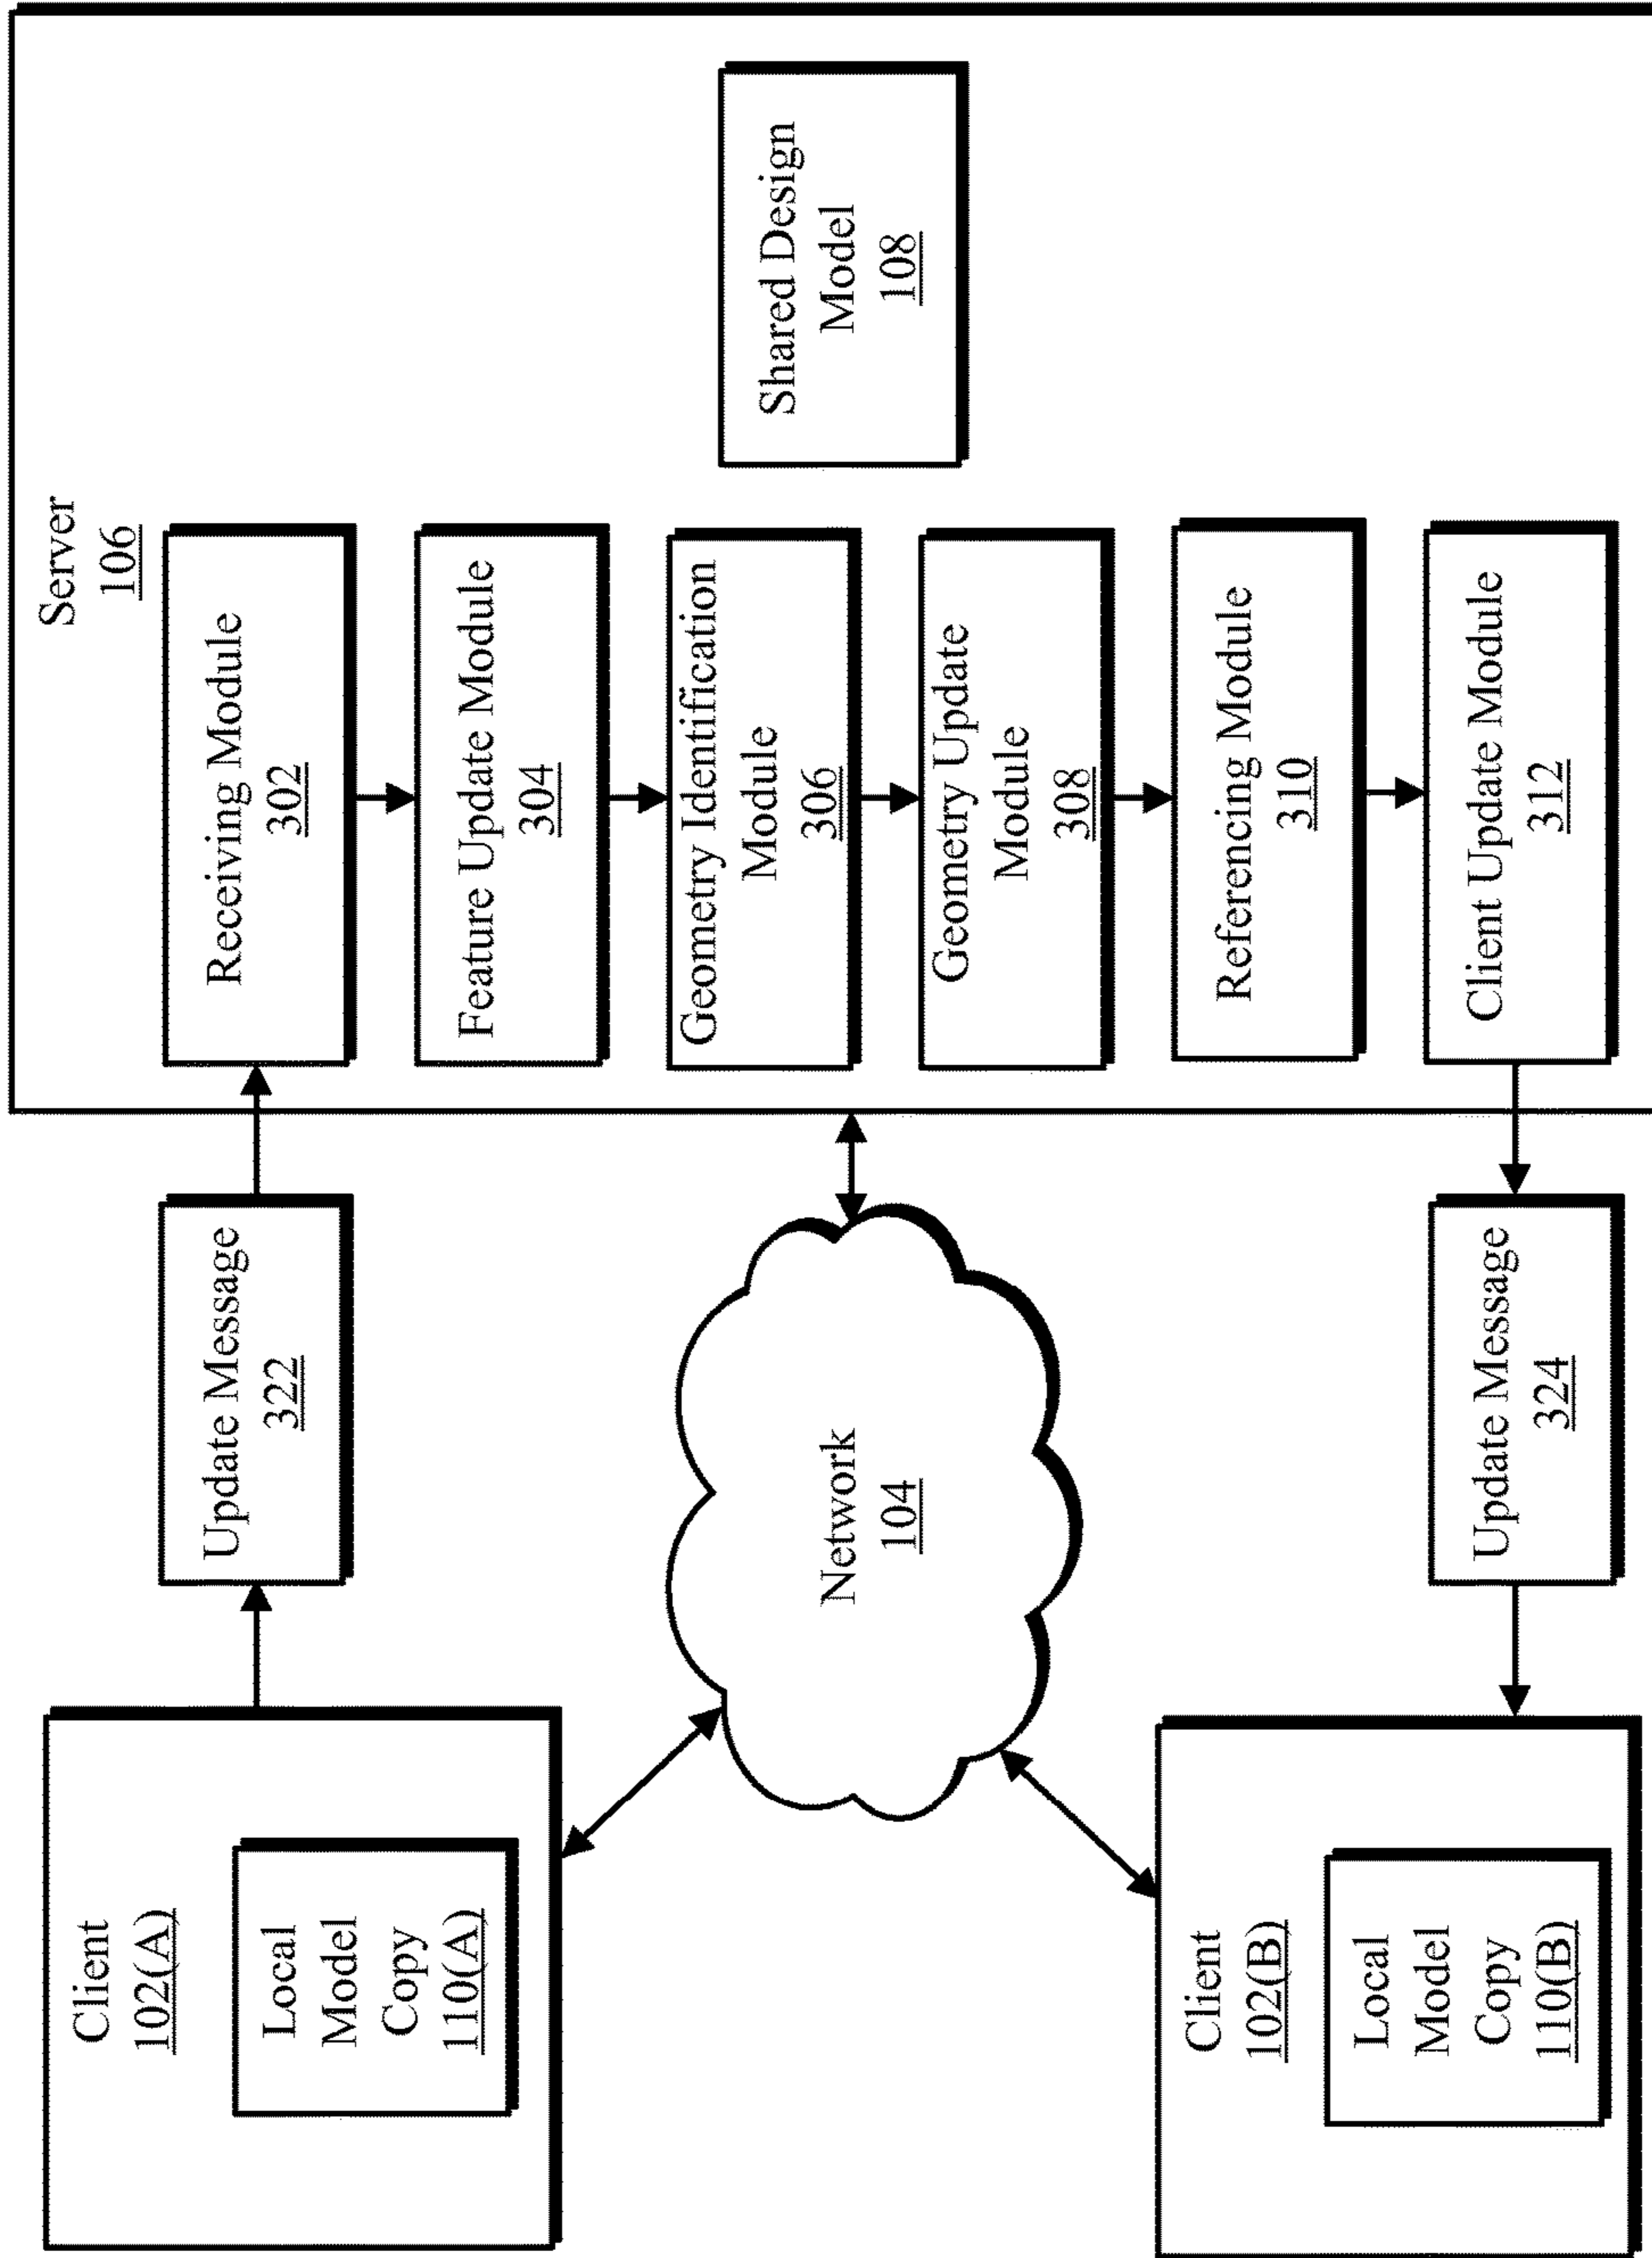 Client
102(A)
Local
Model
Copy
110(A)
Update Message
322
Server
106
Receiving Module
302
Feature Update Module
304
Geometry Identification
Module
306
Geometry Update
Module
308
Referencing Module
310
Client Update Module
312
Shared Design
Model
108
Network
104
Client
102(B)
Local
Model
Copy
110(B)
Update Message
324